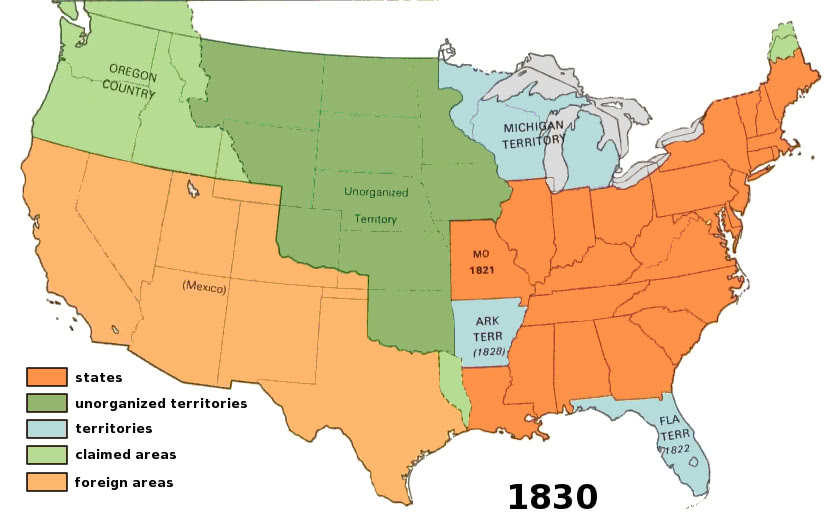 OREGON
COUNTRY
MICHIGAN
TERRITORY
Unorganized
Territory
MO
1821
(Mexico)
ARK
TERR
(1828)
states
unorganized territories
territories
claimed areas
foreign areas
FLA
TERR
1822
1830